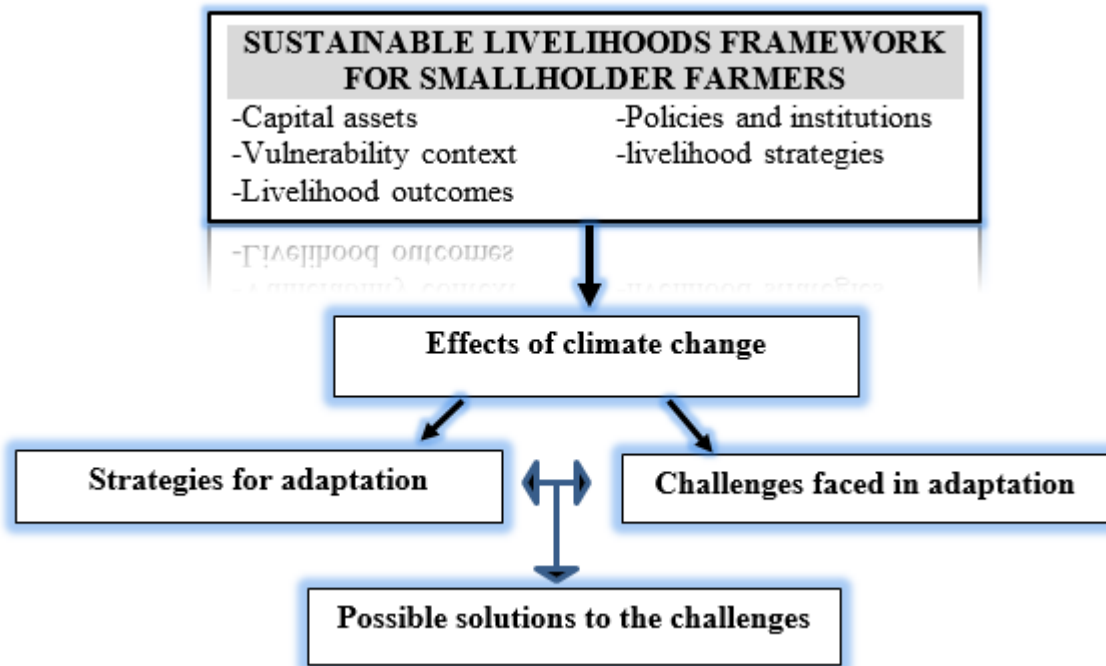 SUSTAINABLE LIVELIHOODS FRAMEWORK
FOR SMALLHOLDER FARMERS
-Capital assets
-Policies and institutions
-Vulnerability context
-livelihood strategies
-Livelihood outcomes
Effects of climate change
Strategies for adaptation
Challenges faced in adaptation
Possible solutions to the challenges